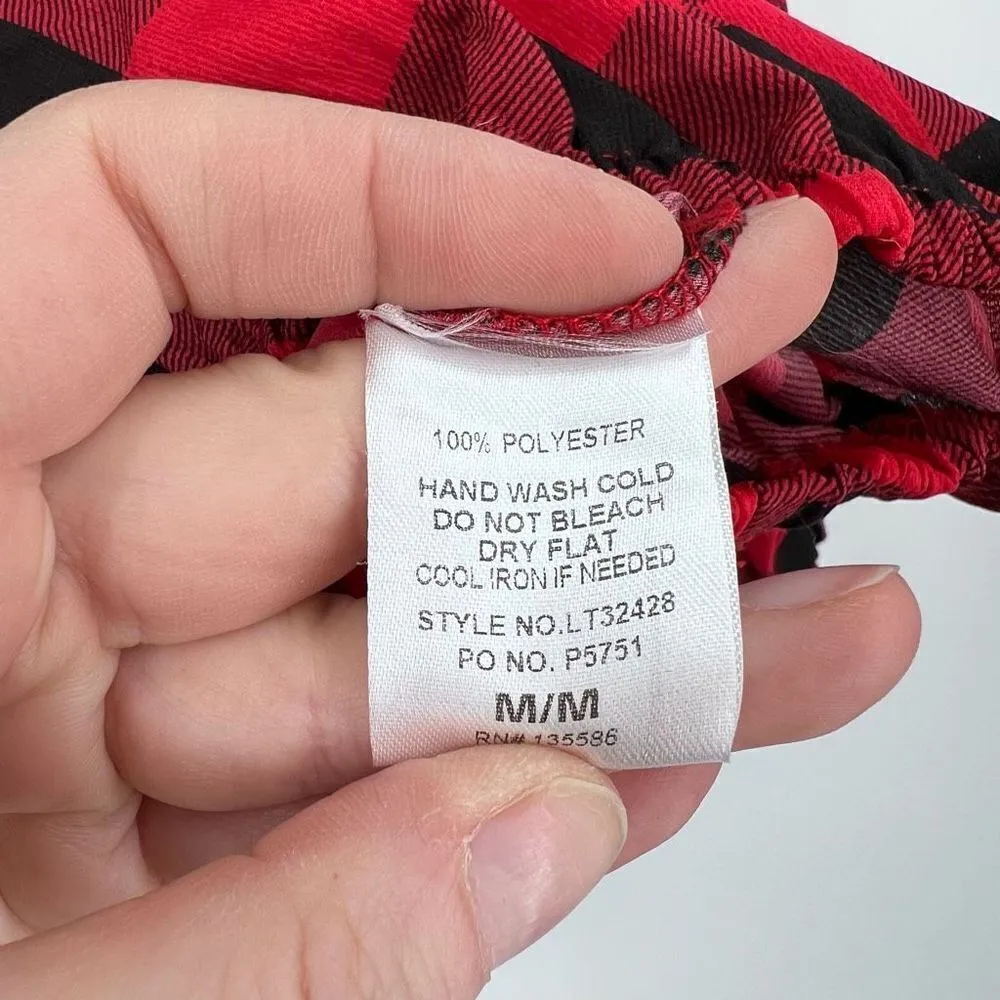 100% POLYESTER
HAND WASH COLD
DO NOT BLEACH
DRY FLAT
COOL IRON IF NEEDED
STYLE NO.LT32428
PO NO. P5751
M/M
RN# 135586